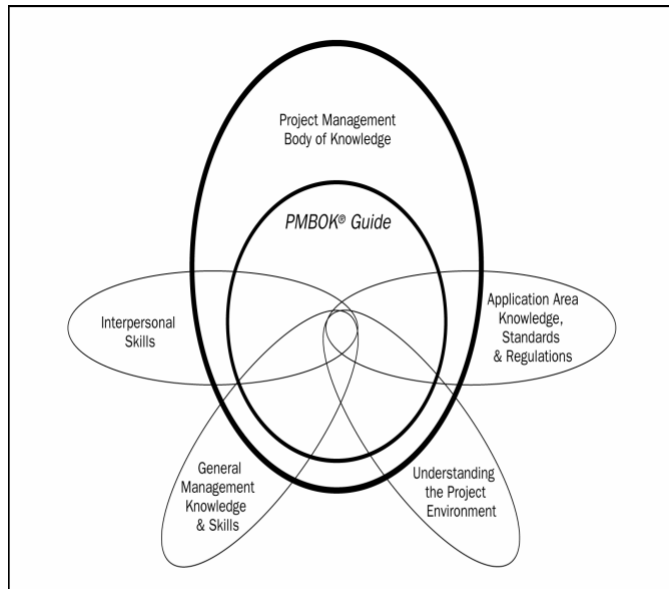 Project Management
Body of Knowledge
PMBOK® Guide
Interpersonal
Skills
Application Area
Knowledge,
Standards
& Regulations
General
Management
Knowledge
& Skills
Understanding
the Project
Environment